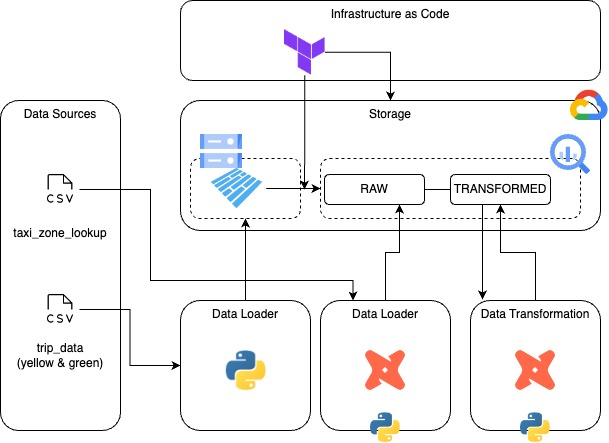 Infrastructure as Code
Data Sources
Storage
CSV
RAW
TRANSFORMED
taxi_zone_lookup
CSV
Data Loader
Data Loader
Data Transformation
trip_data
(yellow & green)